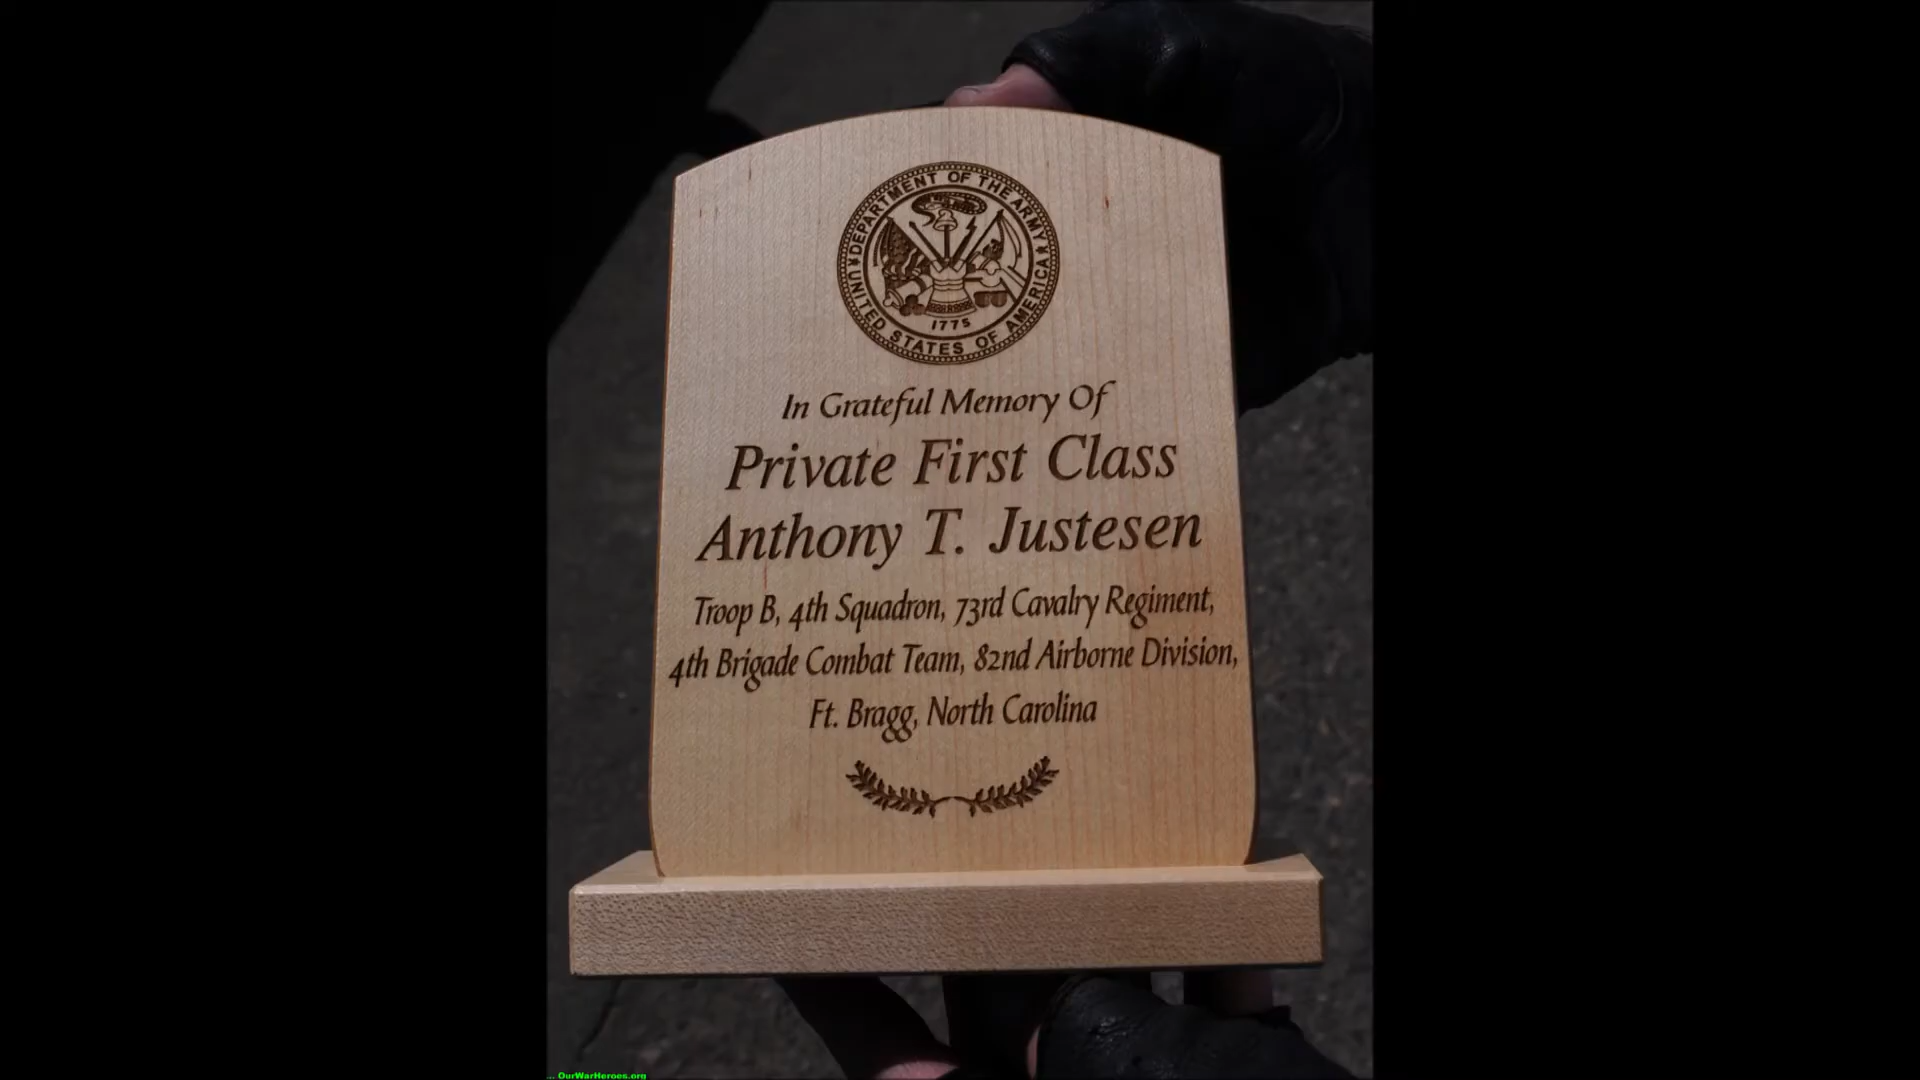 DEPARTMENT OF THE ARMY
UNITED STATES OF AMERICA
1775
In Grateful Memory Of
Private First Class
Anthony T. Justesen
Troop B, 4th Squadron, 73rd Cavalry Regiment,
4th Brigade Combat Team, 82nd Airborne Division,
Ft. Bragg, North Carolina
... OurWarHeroes.org